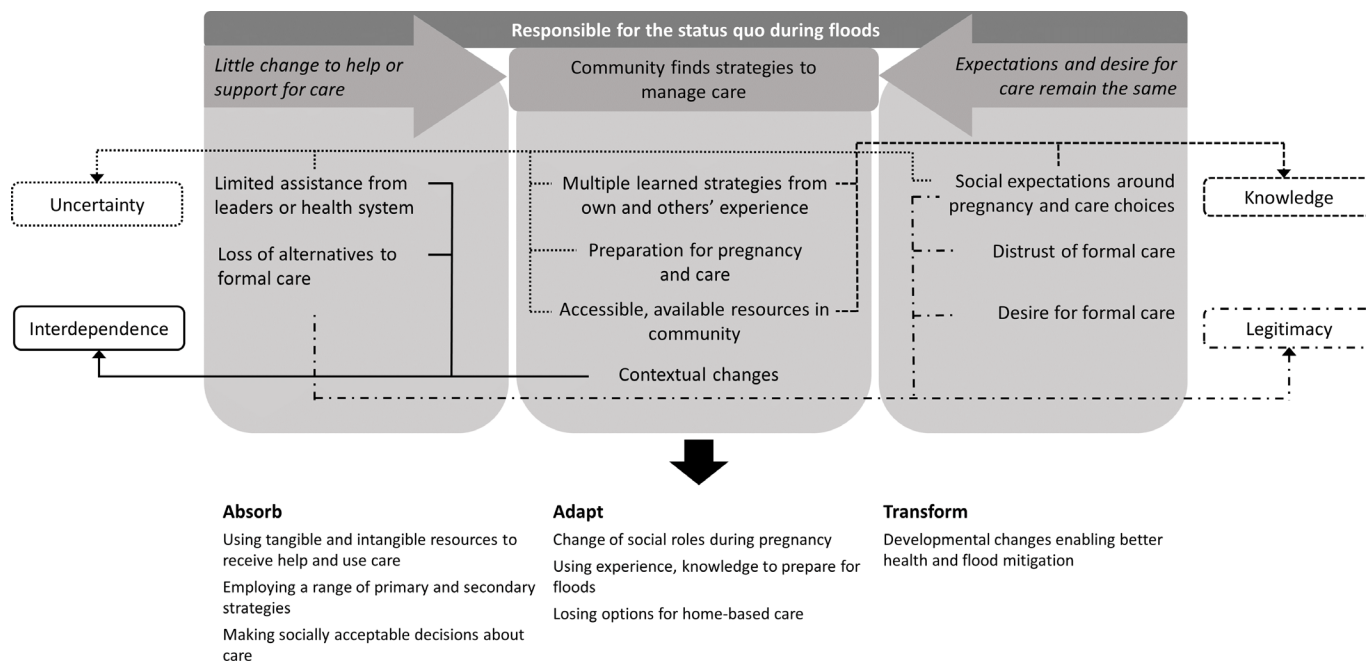 Responsible for the status quo during floods
Little change to help or
support for care
Community finds strategies to
manage care
Expectations and desire for
care remain the same
Uncertainty
Interdependence
Limited assistance from
leaders or health system
Loss of alternatives to
formal care
Multiple learned strategies from
own and others’ experience
Preparation for pregnancy
and care
Accessible, available resources in
community
Contextual changes
Social expectations around
pregnancy and care choices
Distrust of formal care
Desire for formal care
Knowledge
Legitimacy
Absorb
Using tangible and intangible resources to
receive help and use care
Employing a range of primary and secondary
strategies
Making socially acceptable decisions about
care
Adapt
Change of social roles during pregnancy
Using experience, knowledge to prepare for
floods
Losing options for home-based care
Transform
Developmental changes enabling better
health and flood mitigation